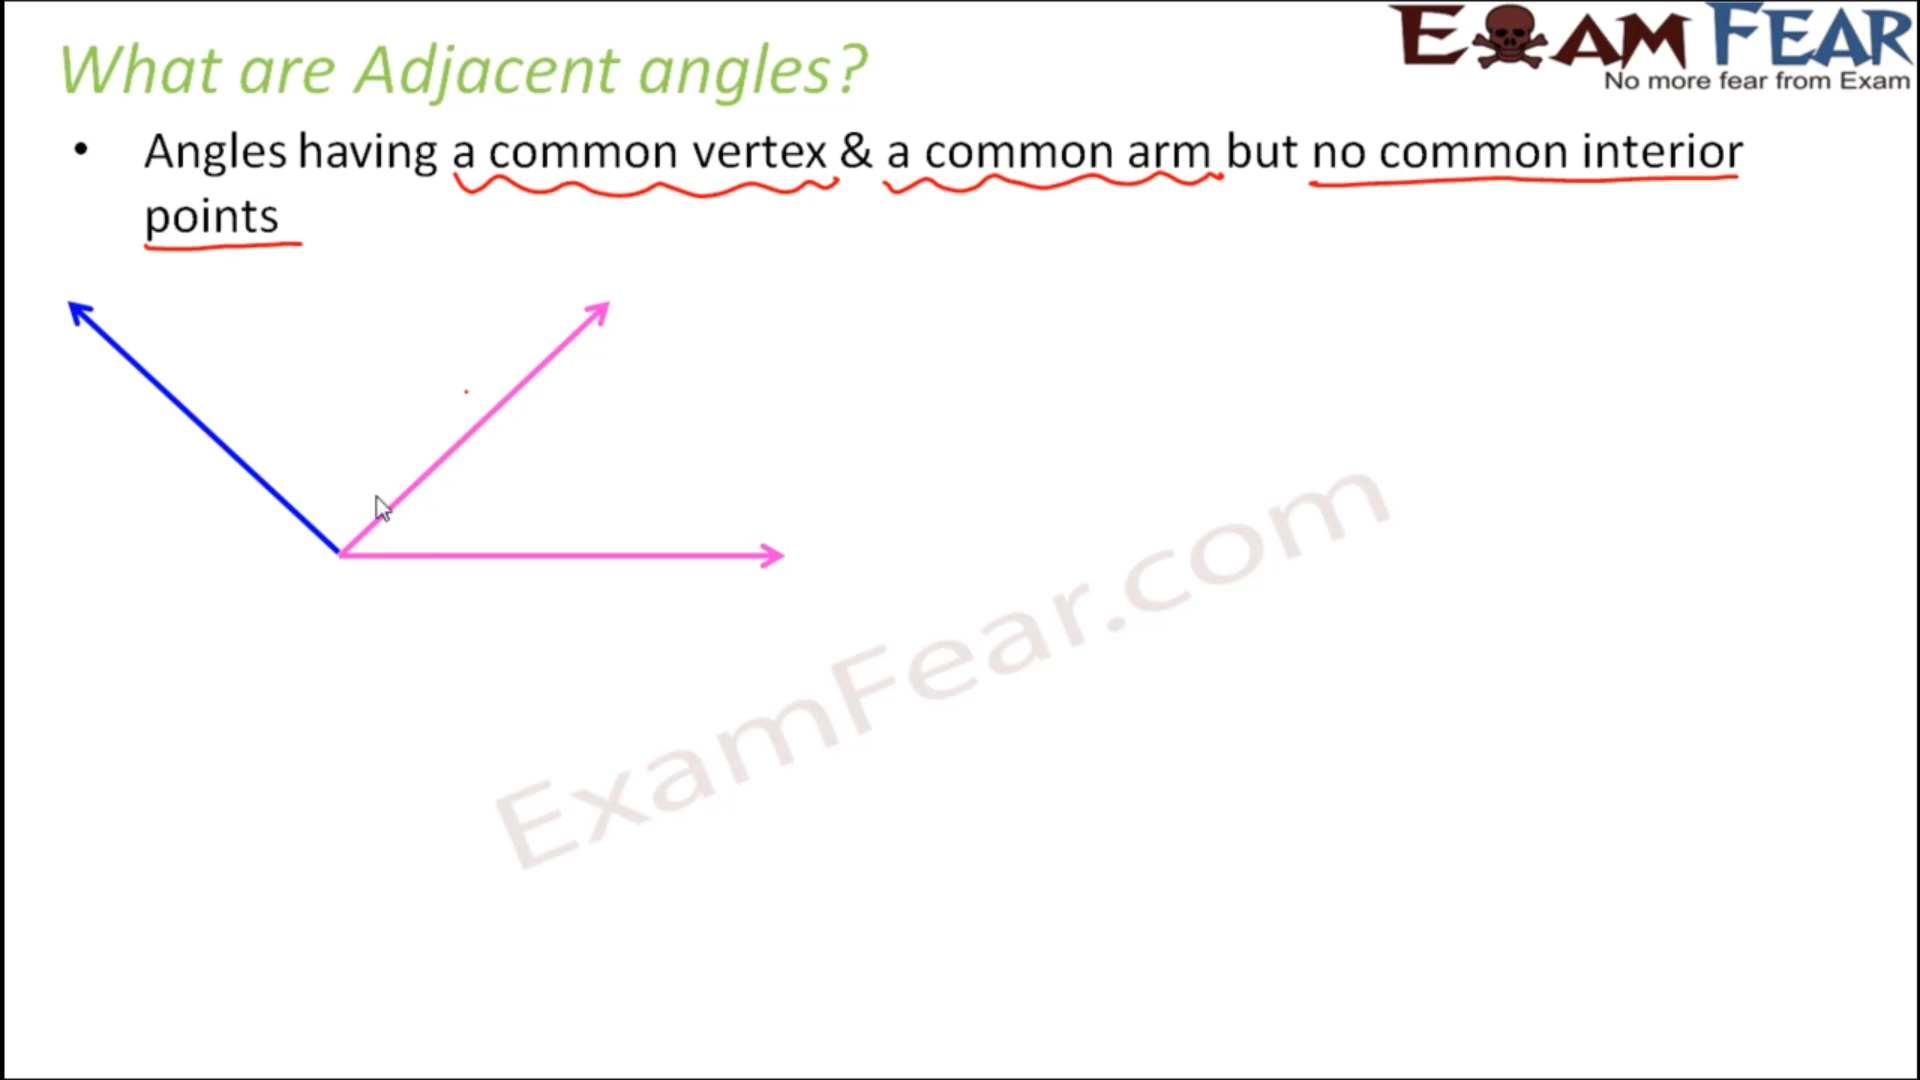 What are Adjacent angles?
EXAM FEAR
No more fear from Exam
• Angles having a common vertex & a common arm but no common interior
points
ExamFear.com